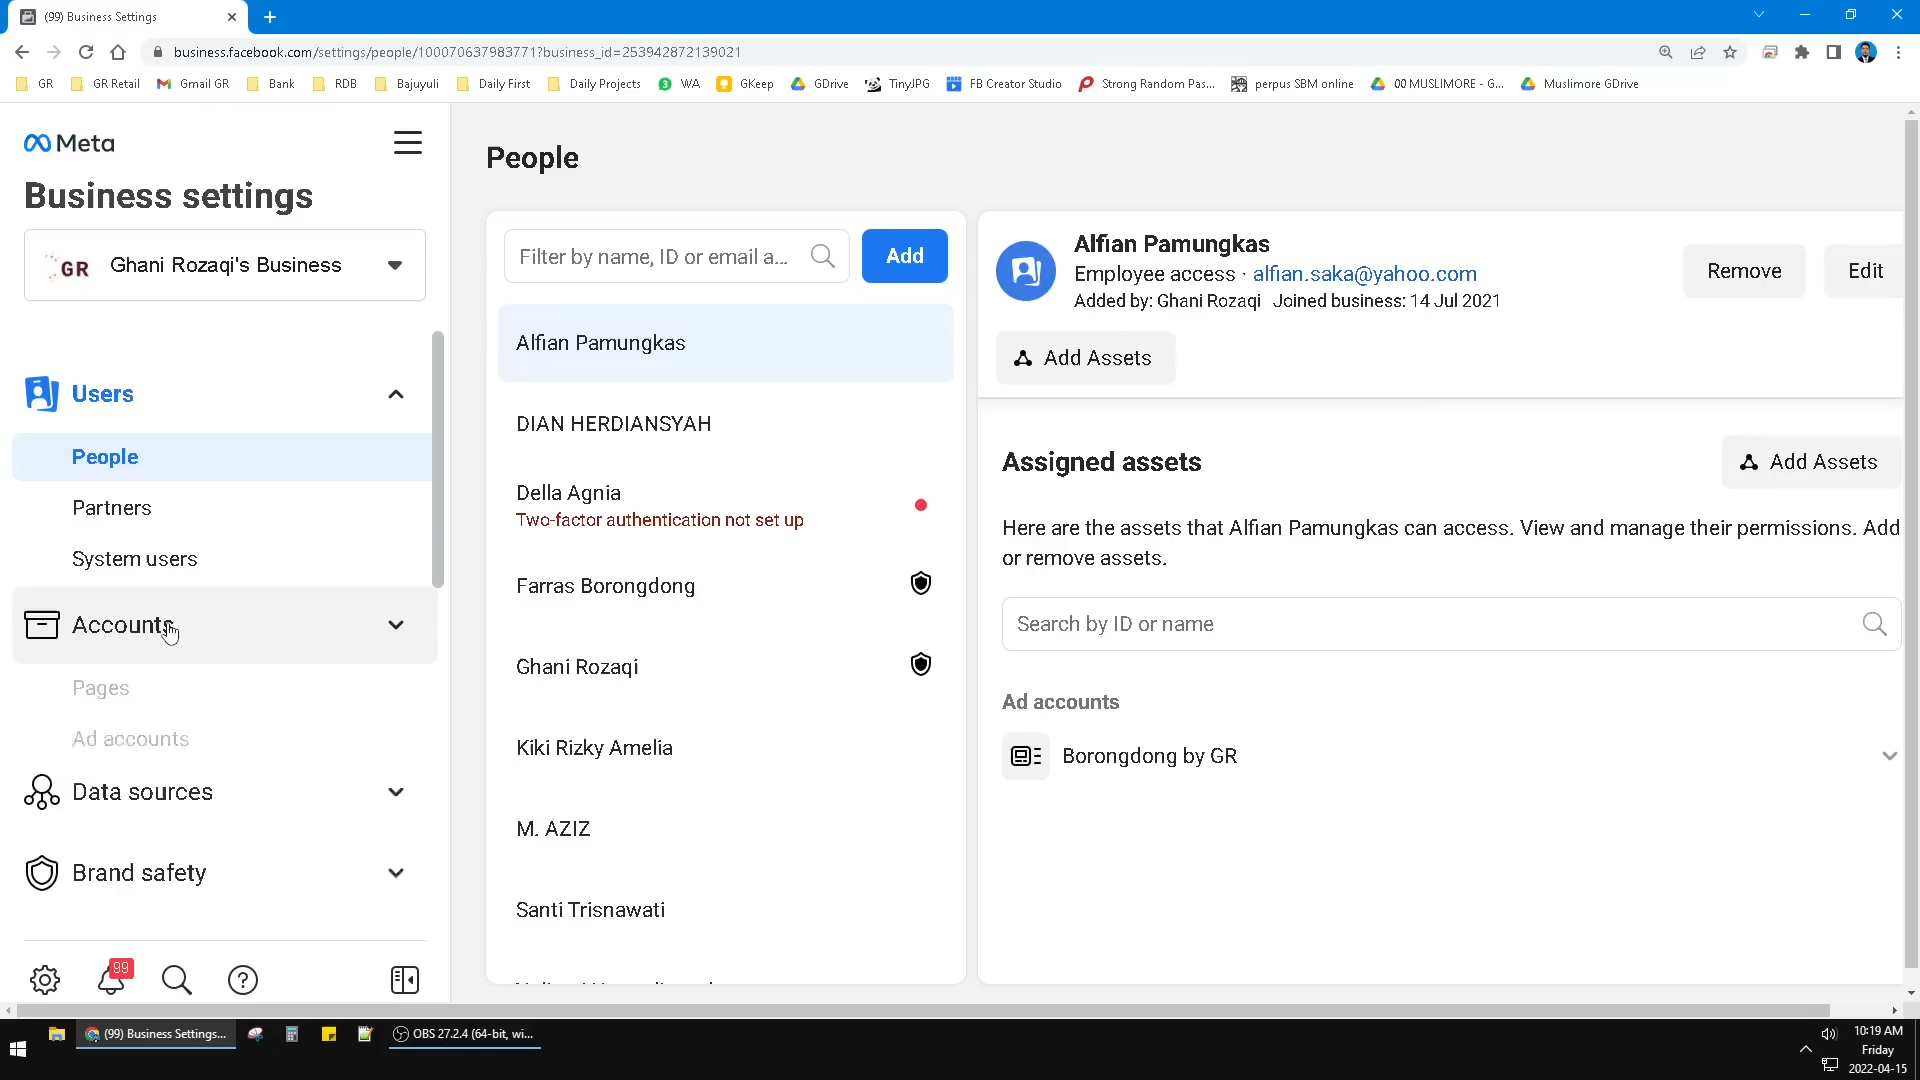 (99) Business Settings
business.facebook.com/settings/people/100070637983771?business_id=253942872139021
GR
GR Retail
Gmail GR
Bank
RDB
Bajuyuli
Daily First
Daily Projects
WA
GKeep
GDrive
TinyJPG
FB Creator Studio
Strong Random Pas...
perpus SBM online
00 MUSLIMORE - G...
Muslimore GDrive
Meta
Business settings
GR
Ghani Rozaqi's Business
Users
People
Partners
System users
Accounts
Pages
Ad accounts
Data sources
Brand safety
99
People
Filter by name, ID or email a...
Add
Alfian Pamungkas
DIAN HERDIANSYAH
Della Agnia
Two-factor authentication not set up
Farras Borongdong
Ghani Rozaqi
Kiki Rizky Amelia
M. AZIZ
Santi Trisnawati
Alfian Pamungkas
Employee access · alfian.saka@yahoo.com
Added by: Ghani Rozaqi Joined business: 14 Jul 2021
Remove
Edit
Add Assets
Assigned assets
Add Assets
Here are the assets that Alfian Pamungkas can access. View and manage their permissions. Add
or remove assets.
Search by ID or name
Ad accounts
Borongdong by GR
(99) Business Settings...
OBS 27.2.4 (64-bit, wi...
10:19 AM
Friday
2022-04-15